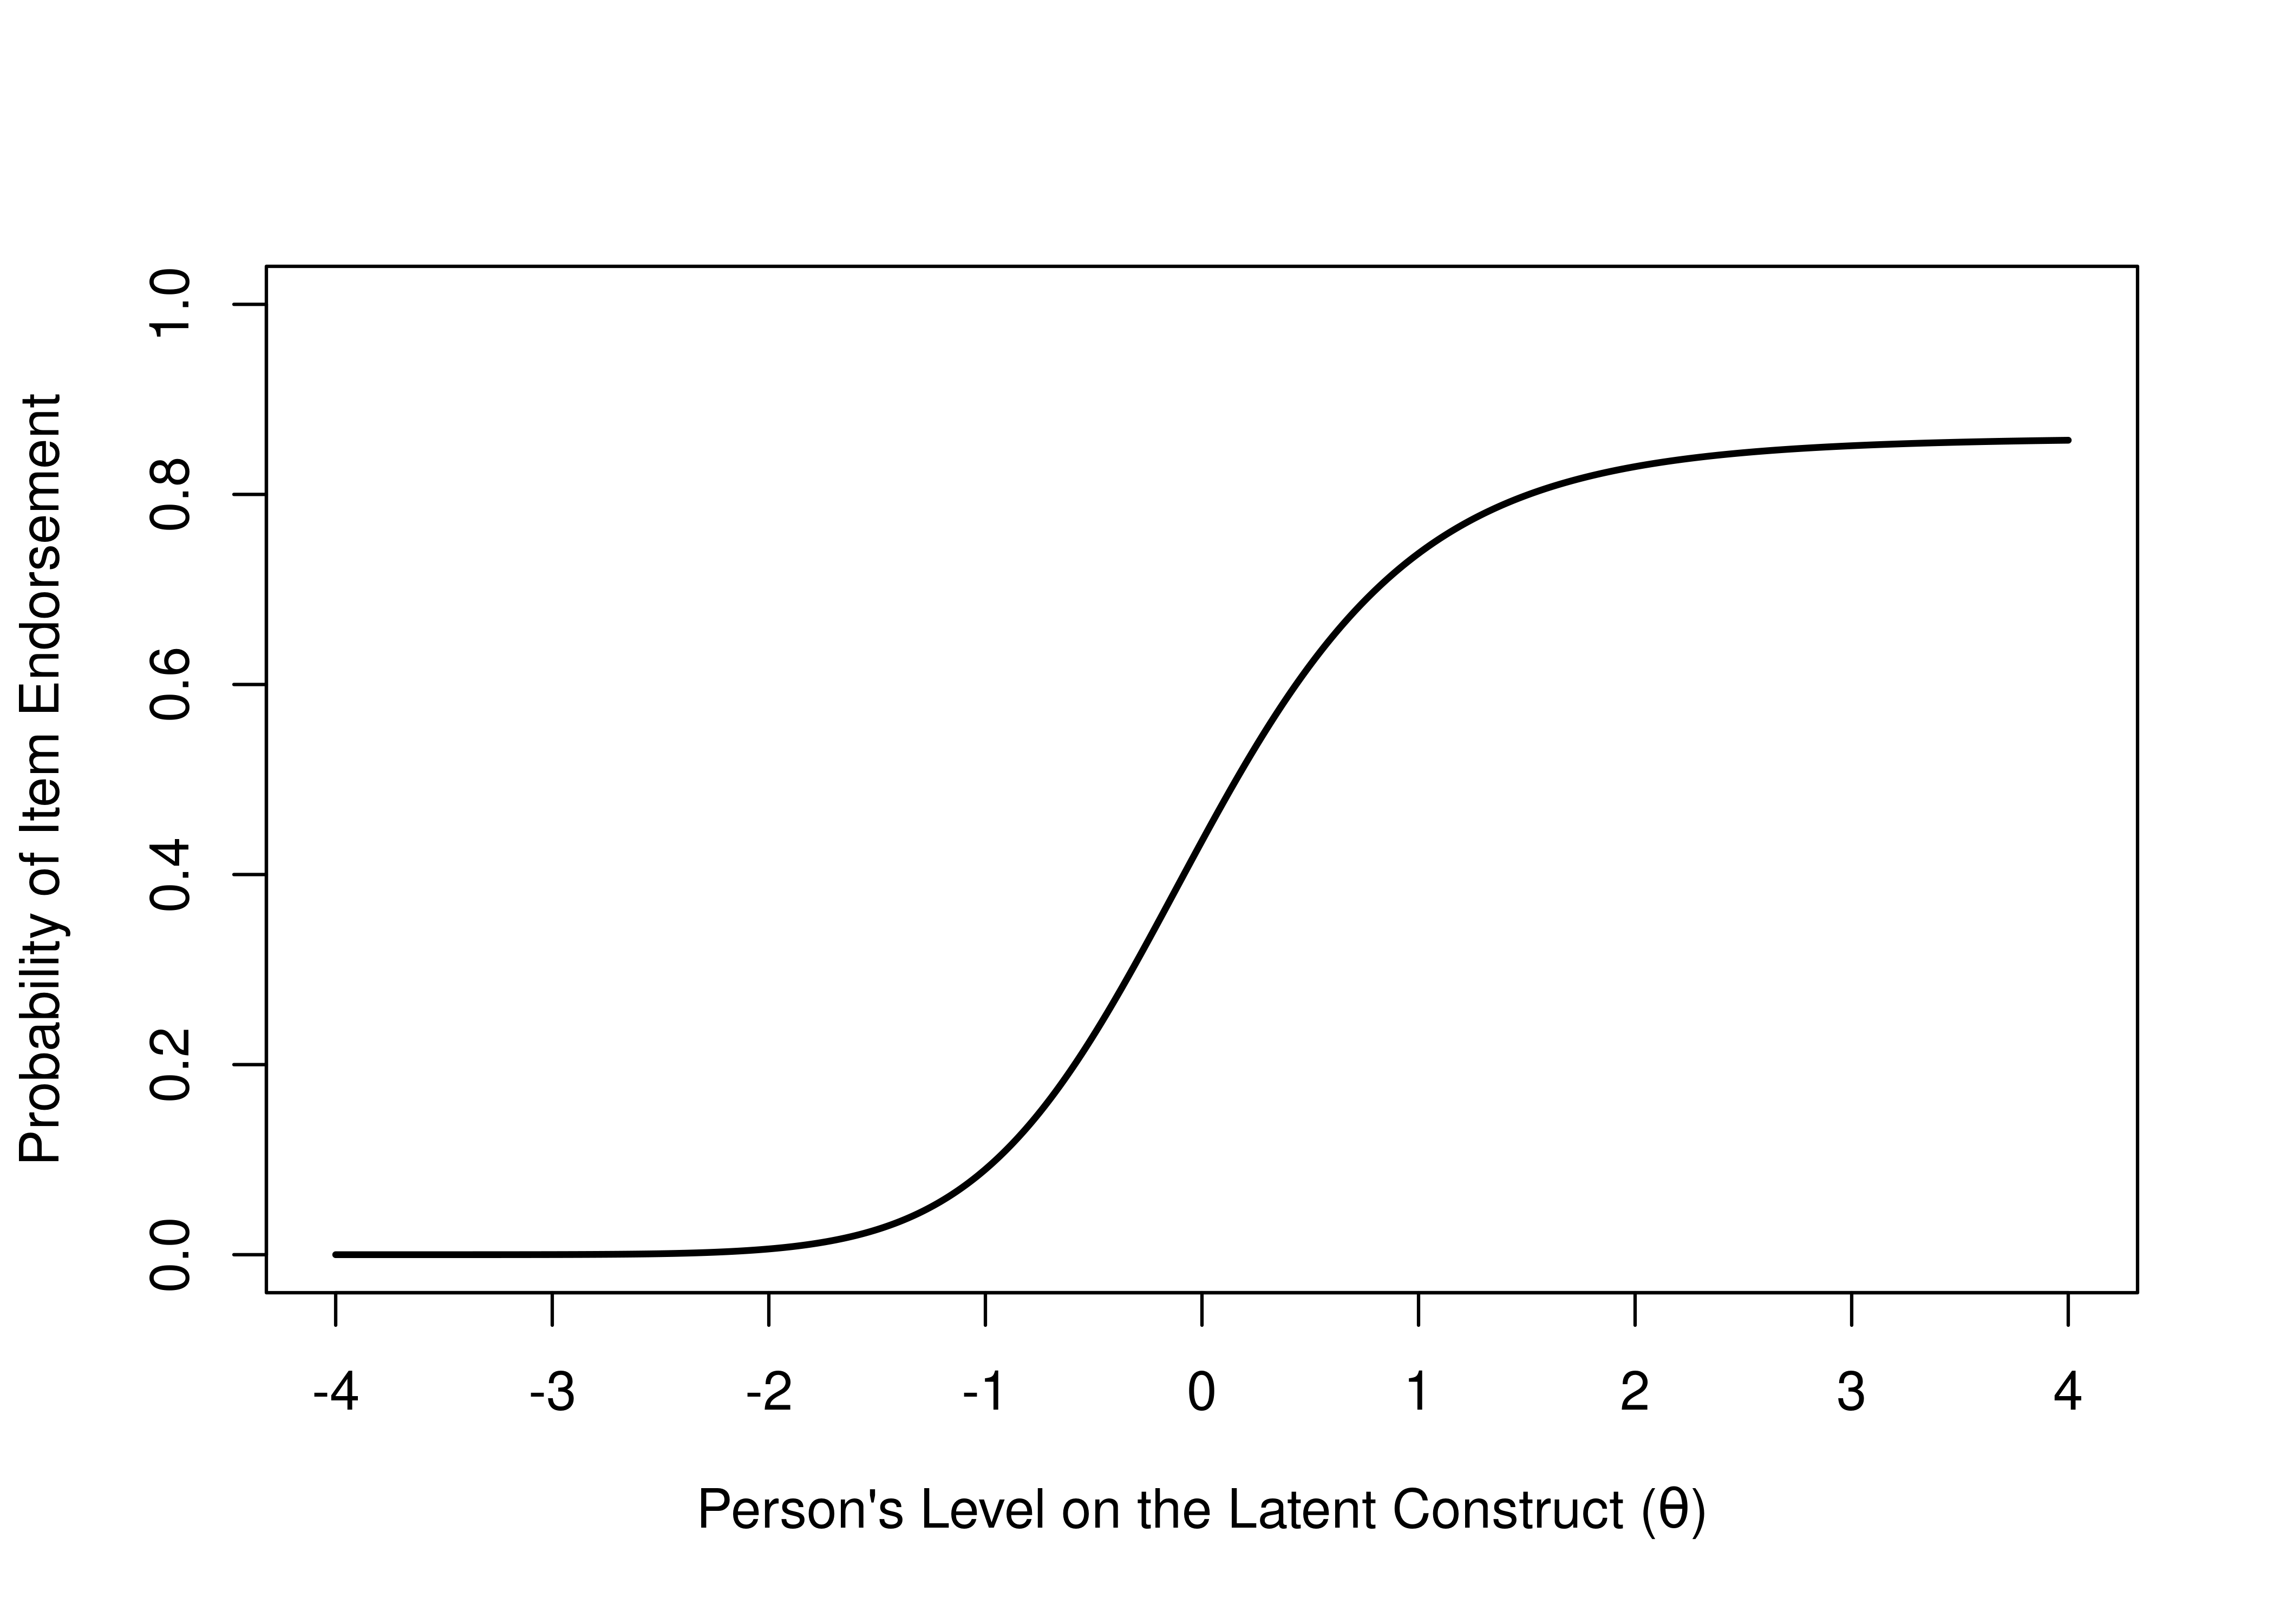 Probability of Item Endorsement
1.0
0.8
0.6
0.4
0.2
0.0
-4 -3 -2 -1 0 1 2 3 4
Person's Level on the Latent Construct (θ)